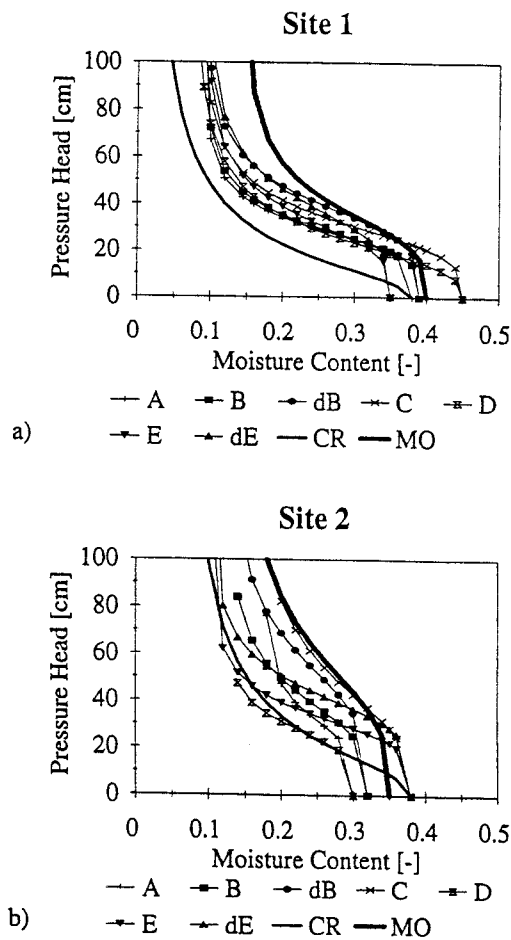 Site 1
Pressure Head [cm]
100
80
60
40
20
0
0 0.1 0.2 0.3 0.4 0.5
Moisture Content [-]
A B dB C D
E dE CR MO
a)
Site 2
Pressure Head [cm]
100
80
60
40
20
0
0 0.1 0.2 0.3 0.4 0.5
Moisture Content [-]
A B dB C D
E dE CR MO
b)